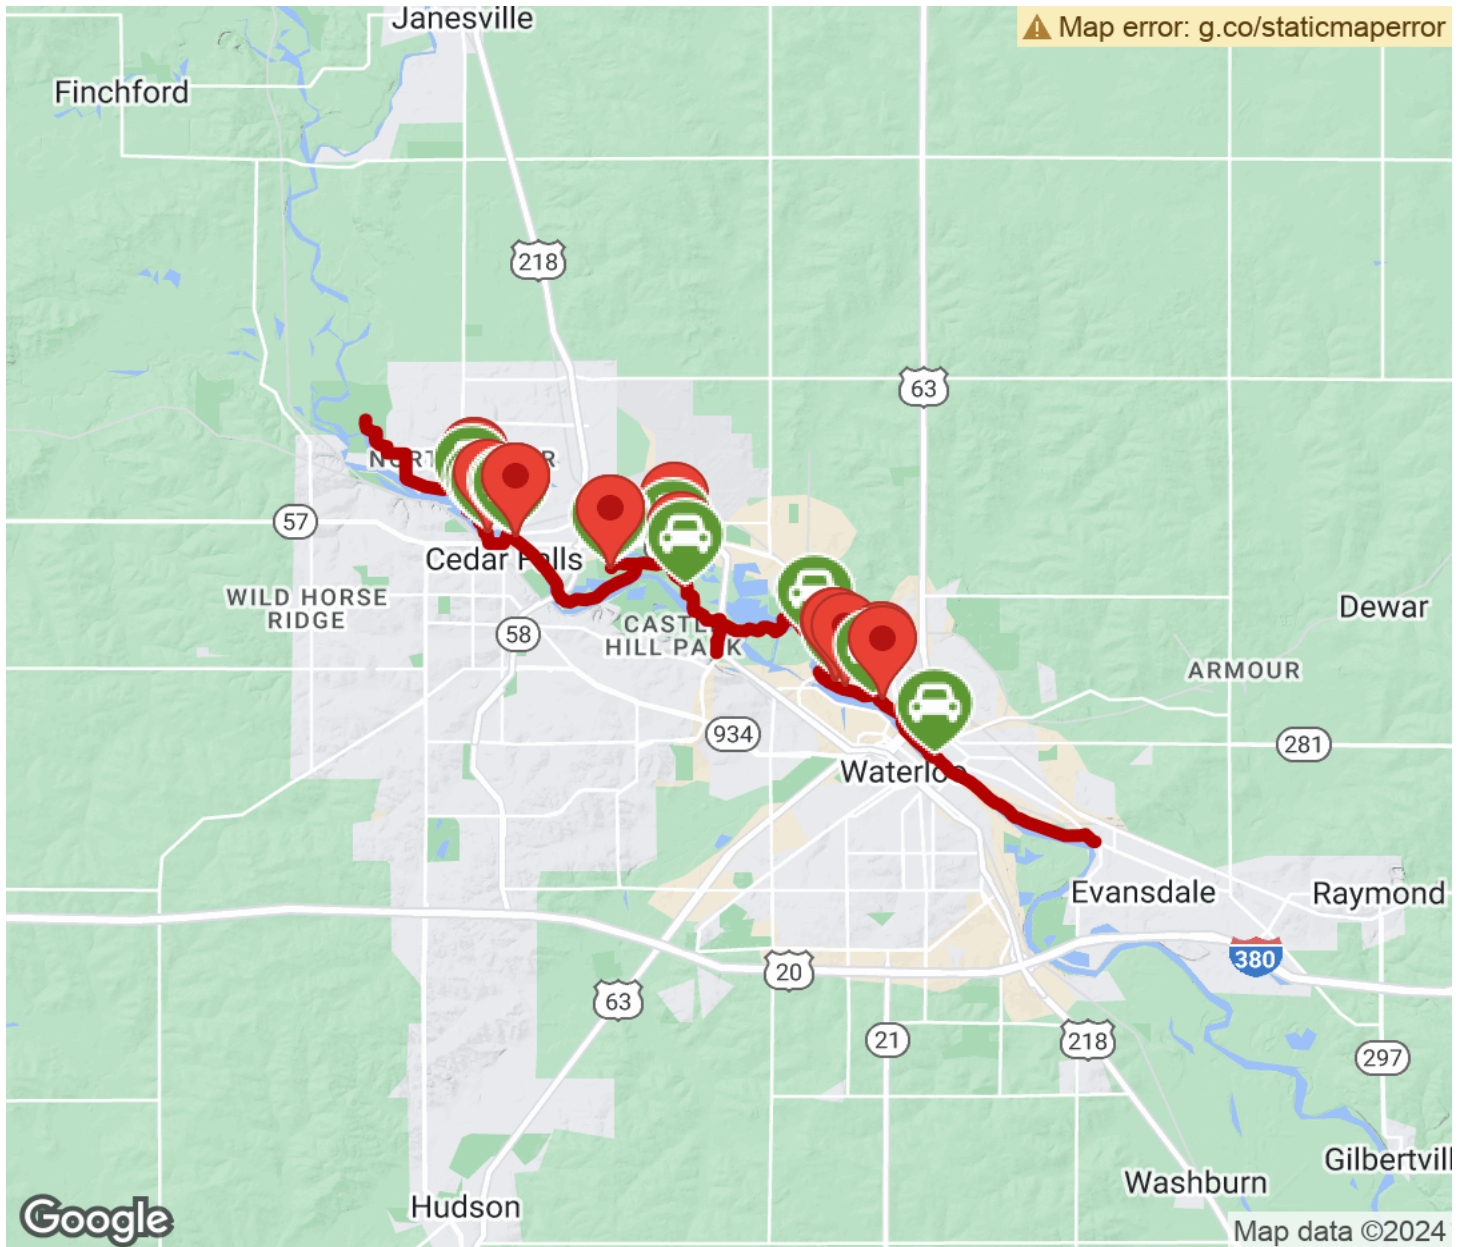 Janesville
Map error: g.co/staticmaperror
Finchford
218
63
57
Cedar Falls
WILD HORSE
RIDGE
58
HILL PARK
Dewar
ARMOUR
934
281
Waterloo
Evansdale
Raymond
380
20
63
21
218
297
Gilbertvill
Washburn
Hudson
Google
Map data ©2024